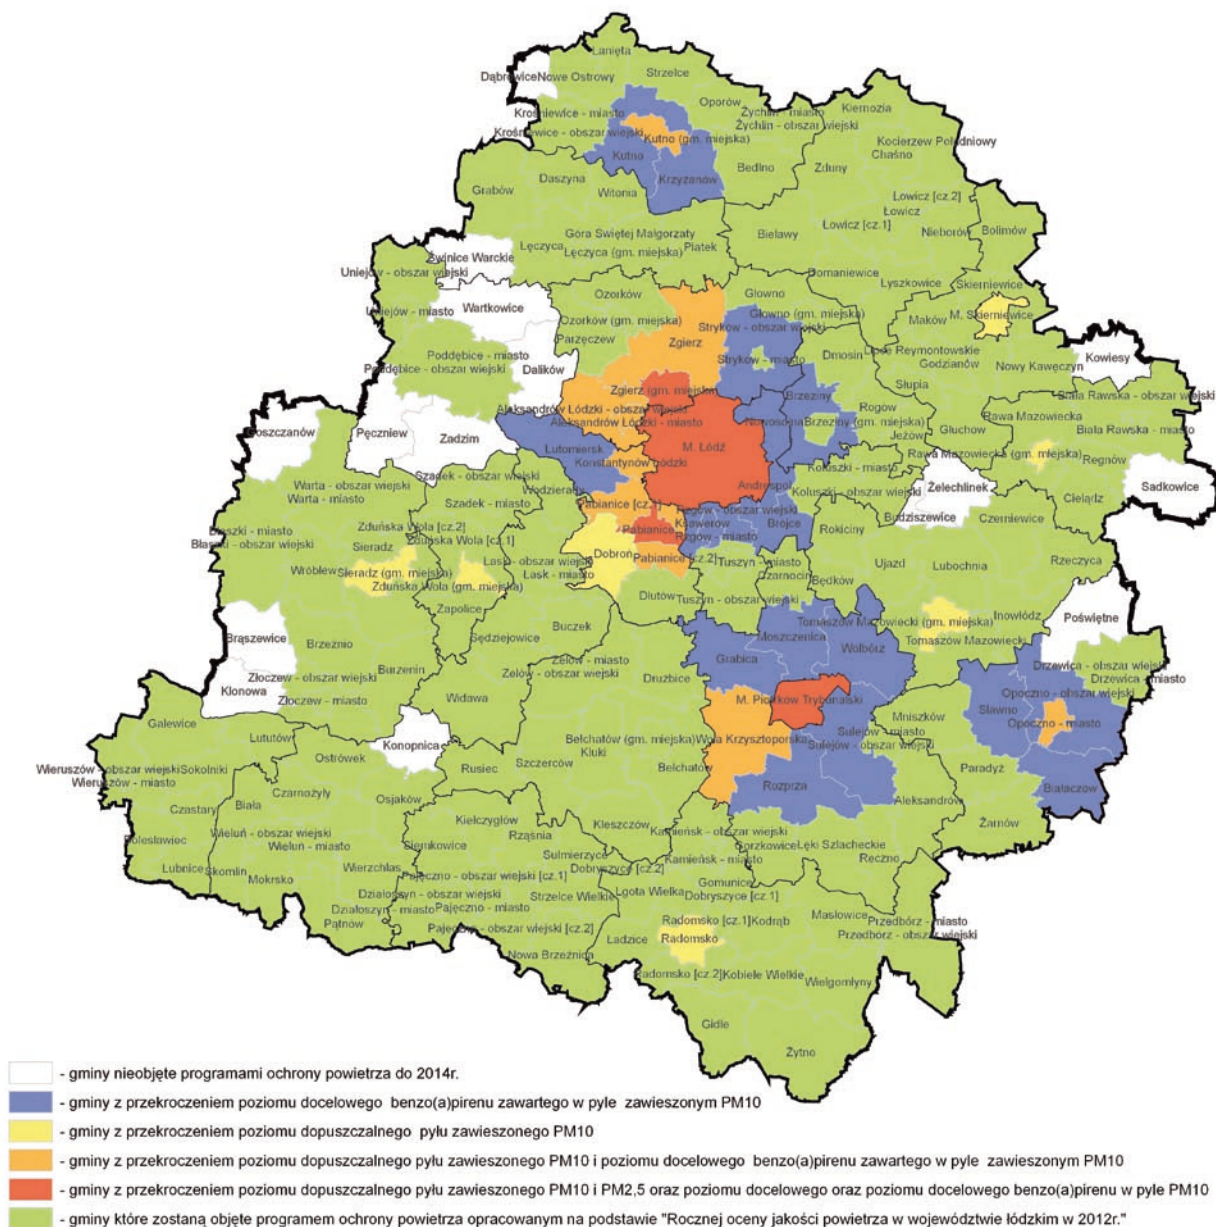 Łanięta
Dąbrowice
Nowe Ostrowy
Strzelce
Oporów
Krośniewice - miasto
Żychlin - miasto
Kiernozia
Krośniewice - obszar wiejski
Kutno (gm. miejska)
Żychlin - obszar wiejski
Kocierzew Południowy
Kutno
Chąśno
Krzyżanów
Bedlno
Zduny
Grabów
Daszyna
Witonia
Łowicz [cz.2]
Łowicz
Góra Świętej Małgorzaty
Bielawy
Łowicz [cz.1]
Nieborów
Bolimów
Łęczyca
Łęczyca (gm. miejska)
Piątek
Świnice Warckie
Uniejów - obszar wiejski
Domaniewice
Łyszkowice
Skierniewice
Ozorków
Głowno
Uniejów - miasto
Wartkowice
Ozorków (gm. miejska)
Głowno (gm. miejska)
Maków
M. Skierniewice
Stryków - obszar wiejski
Parzęczew
Zgierz
Poddębice - miasto
Stryków - miasto
Dmosin
Lipce Reymontowskie
Godzianów
Nowy Kawęczyn
Kowiesy
Poddębice - obszar wiejski
Dalików
Słupia
Zgierz (gm. miejska)
Brzeziny
Biała Rawska - obszar wiejski
Aleksandrów Łódzki - obszar wiejski
Rogów
Rawa Mazowiecka
Goszczanów
Pęczniew
Zadzim
Aleksandrów Łódzki - miasto
Nowosolna
Brzeziny (gm. miejska)
Głuchów
Biała Rawska - miasto
Lutomiersk
M. Łódź
Jeżów
Rawa Mazowiecka (gm. miejska)
Regnów
Konstantynów Łódzki
Koluszki - miasto
Szadek - obszar wiejski
Warta - obszar wiejski
Wodzierady
Andrespol
Koluszki - obszar wiejski
Żelechlinek
Sadkowice
Warta - miasto
Szadek - miasto
Pabianice [cz.1]
Rzgów - obszar wiejski
Budziszewice
Cielądz
Ksawerów
Brójce
Rokiciny
Czerniewice
Błaszki - miasto
Zduńska Wola [cz.2]
Pabianice
Rzgów - miasto
Błaszki - obszar wiejski
Sieradz
Zduńska Wola [cz.1]
Dobroń
Pabianice [cz.2]
Tuszyn - miasto
Ujazd
Lubochnia
Rzeczyca
Wróblew
Sieradz (gm. miejska)
Łask - obszar wiejski
Łask - miasto
Czarnocin
Będków
Zduńska Wola (gm. miejska)
Dłutów
Tuszyn - obszar wiejski
Zapolice
Inowłódz
Poświętne
Buczek
Tomaszów Mazowiecki (gm. miejska)
Brąszewice
Brzeźnio
Sędziejowice
Moszczenica
Wolbórz
Tomaszów Mazowiecki
Burzenin
Zelów - miasto
Grabica
Drzewica - obszar wiejski
Złoczew - obszar wiejski
Zelów - obszar wiejski
Drużbice
Drzewica - miasto
Klonowa
Złoczew - miasto
Widawa
M. Piotrków Trybunalski
Opoczno - obszar wiejski
Sławno
Galewice
Mniszków
Opoczno - miasto
Lututów
Konopnica
Bełchatów (gm. miejska)
Wola Krzysztoporska
Sulejów - miasto
Ostrówek
Kluki
Sulejów - obszar wiejski
Wieruszów - obszar wiejski
Sokolniki
Rusiec
Szczerców
Bełchatów
Paradyż
Wieruszów - miasto
Czarnożyły
Rozprza
Białaczów
Czastary
Biała
Osjaków
Aleksandrów
Żarnów
Kiełczygłów
Bolesławiec
Wieluń - obszar wiejski
Rząśnia
Kleszczów
Kamieńsk - obszar wiejski
Wieluń - miasto
Siemkowice
Gorzkowice
Łęki Szlacheckie
Sulmierzyce
Kamieńsk - miasto
Ręczno
Łubnice
Skomlin
Wierzchlas
Dobryszyce [cz.2]
Mokrsko
Pajęczno - obszar wiejski [cz.1]
Gomunice
Działoszyn - obszar wiejski
Strzelce Wielkie
Lgota Wielka
Dobryszyce [cz.1]
Działoszyn - miasto
Pajęczno - miasto
Masłowice
Pątnów
Radomsko [cz.1]
Kodrąb
Przedbórz - miasto
Pajęczno - obszar wiejski [cz.2]
Ładzice
Radomsko
Przedbórz - obszar wiejski
Nowa Brzeźnica
Radomsko [cz.2]
Kobiele Wielkie
Wielgomłyny
Gidle
Żytno
- gminy nieobjęte programami ochrony powietrza do 2014r.
- gminy z przekroczeniem poziomu docelowego benzo(a)pirenu zawartego w pyle zawieszonym PM10
- gminy z przekroczeniem poziomu dopuszczalnego pyłu zawieszonego PM10
- gminy z przekroczeniem poziomu dopuszczalnego pyłu zawieszonego PM10 i poziomu docelowego benzo(a)pirenu zawartego w pyle zawieszonym PM10
- gminy z przekroczeniem poziomu dopuszczalnego pyłu zawieszonego PM10 i PM2,5 oraz poziomu docelowego oraz poziomu docelowego benzo(a)pirenu w pyle PM10
- gminy które zostaną objęte programem ochrony powietrza opracowanym na podstawie "Rocznej oceny jakości powietrza w województwie łódzkim w 2012r."